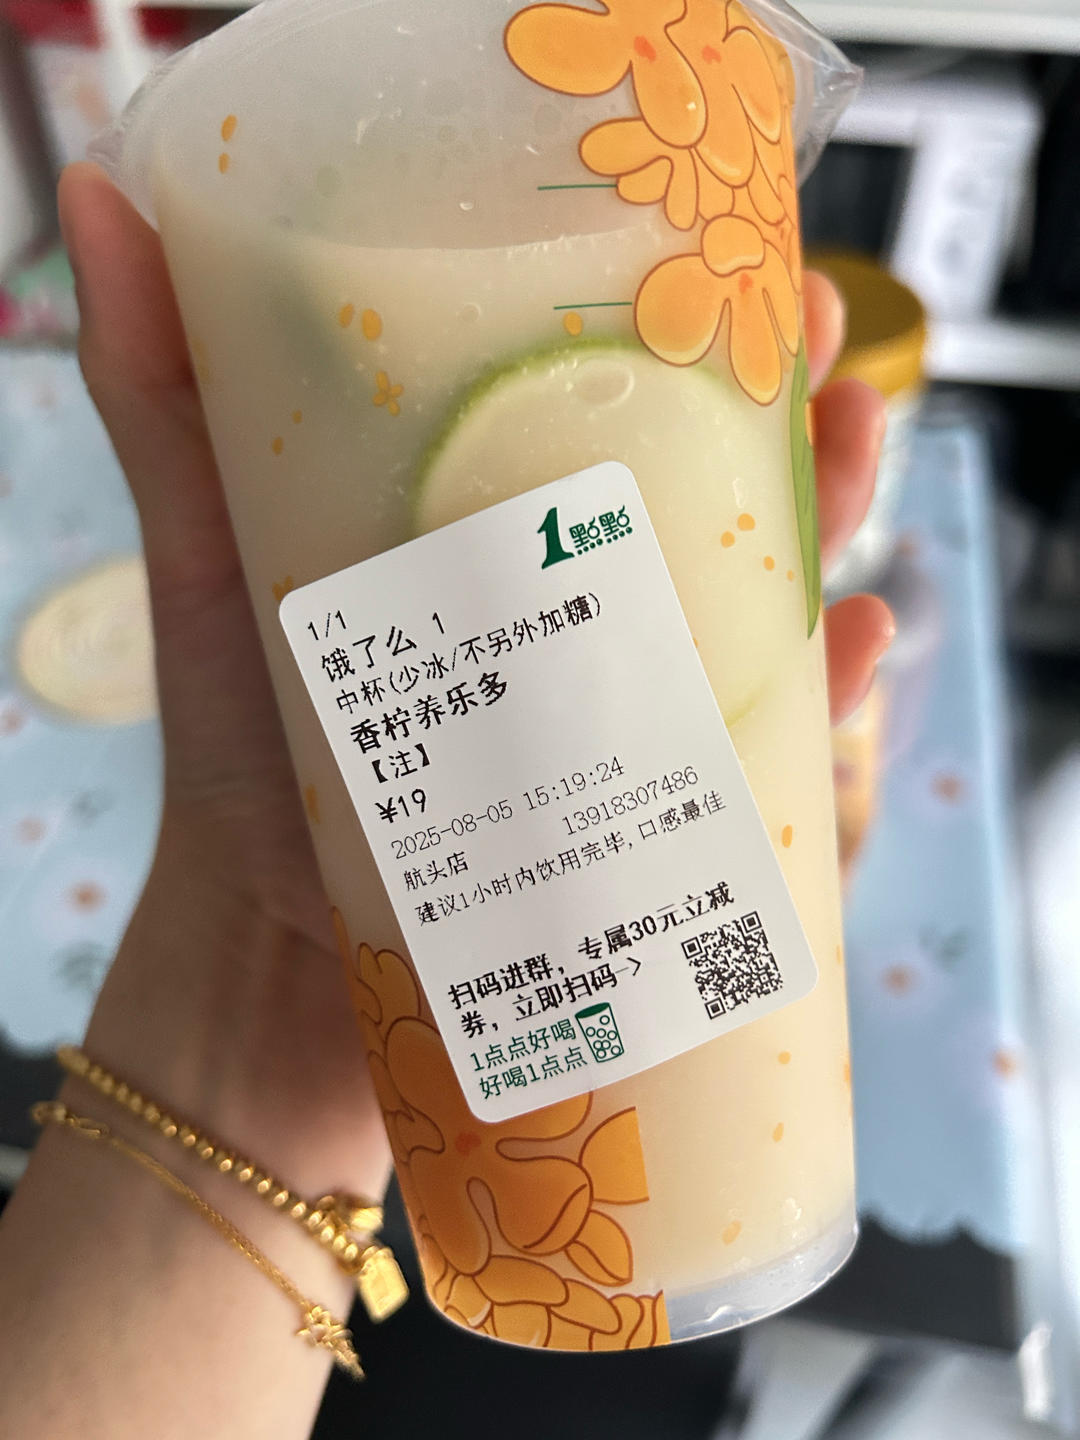 1點點
1/1
饿了么 1
中杯(少冰/不另外加糖)
香柠养乐多
【注】
¥19
2025-08-05 15:19:24
航头店 13918307486
建议1小时内饮用完毕,口感最佳
扫码进群，专属30元立减
券，立即扫码->
1点点好喝
好喝1点点